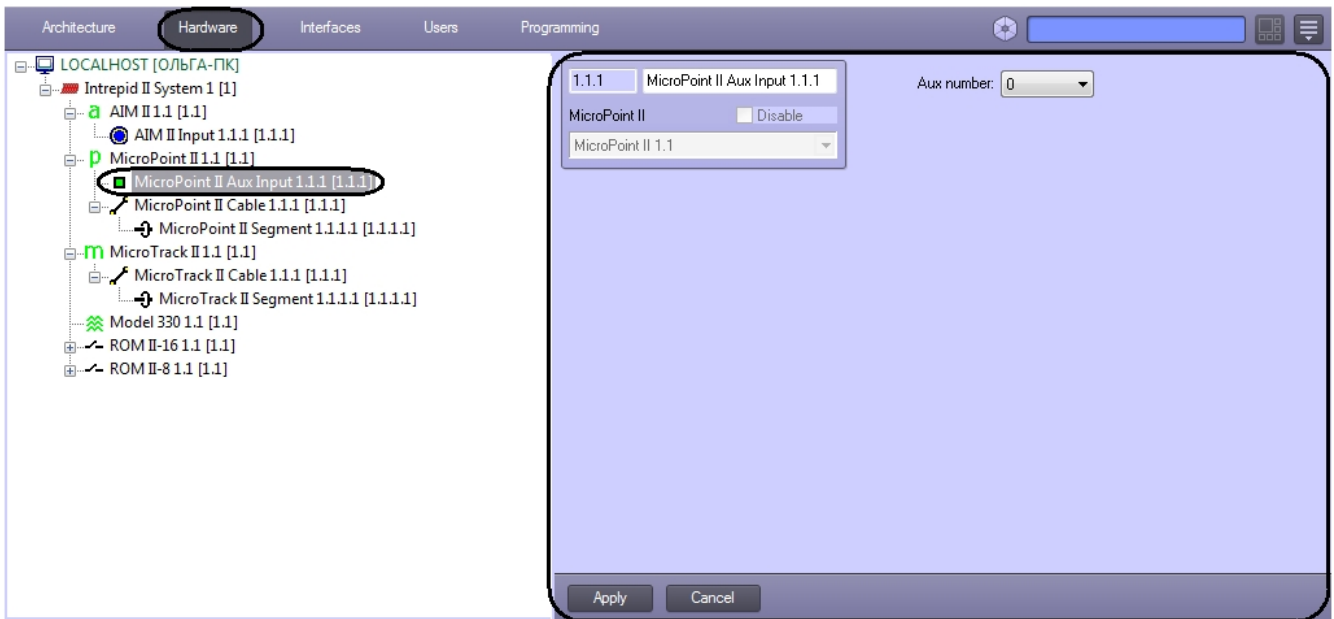 Architecture Hardware Interfaces Users Programming
LOCALHOST [ОЛЬГА-ПК]
Intrepid II System 1 [1]
a AIM II 1.1 [1.1]
AIM II Input 1.1.1 [1.1.1]
p MicroPoint II 1.1 [1.1]
MicroPoint II Aux Input 1.1.1 [1.1.1]
MicroPoint II Cable 1.1.1 [1.1.1]
MicroPoint II Segment 1.1.1.1 [1.1.1.1]
m MicroTrack II 1.1 [1.1]
MicroTrack II Cable 1.1.1 [1.1.1]
MicroTrack II Segment 1.1.1.1 [1.1.1.1]
Model 330 1.1 [1.1]
ROM II-16 1.1 [1.1]
ROM II-8 1.1 [1.1]
1.1.1 MicroPoint II Aux Input 1.1.1
MicroPoint II Disable
MicroPoint II 1.1
Aux number: 0
Apply Cancel